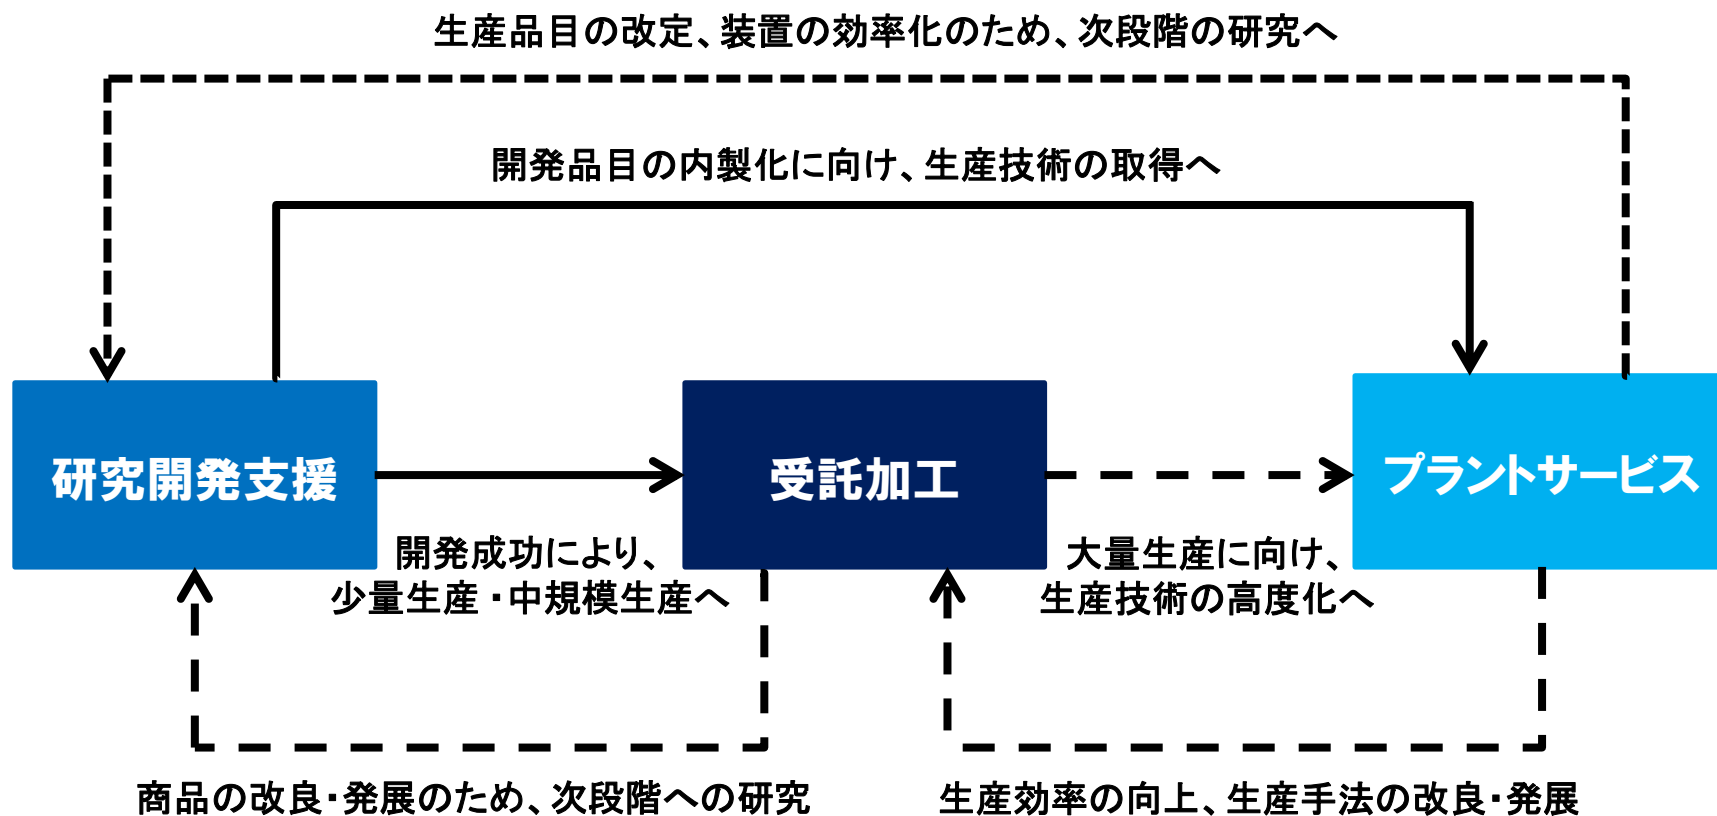 生産品目の改定、装置の効率化のため、次段階の研究へ
開発品目の内製化に向け、生産技術の取得へ
研究開発支援
受託加工
プラントサービス
開発成功により、
少量生産・中規模生産へ
大量生産に向け、
生産技術の高度化へ
商品の改良・発展のため、次段階への研究
生産効率の向上、生産手法の改良・発展